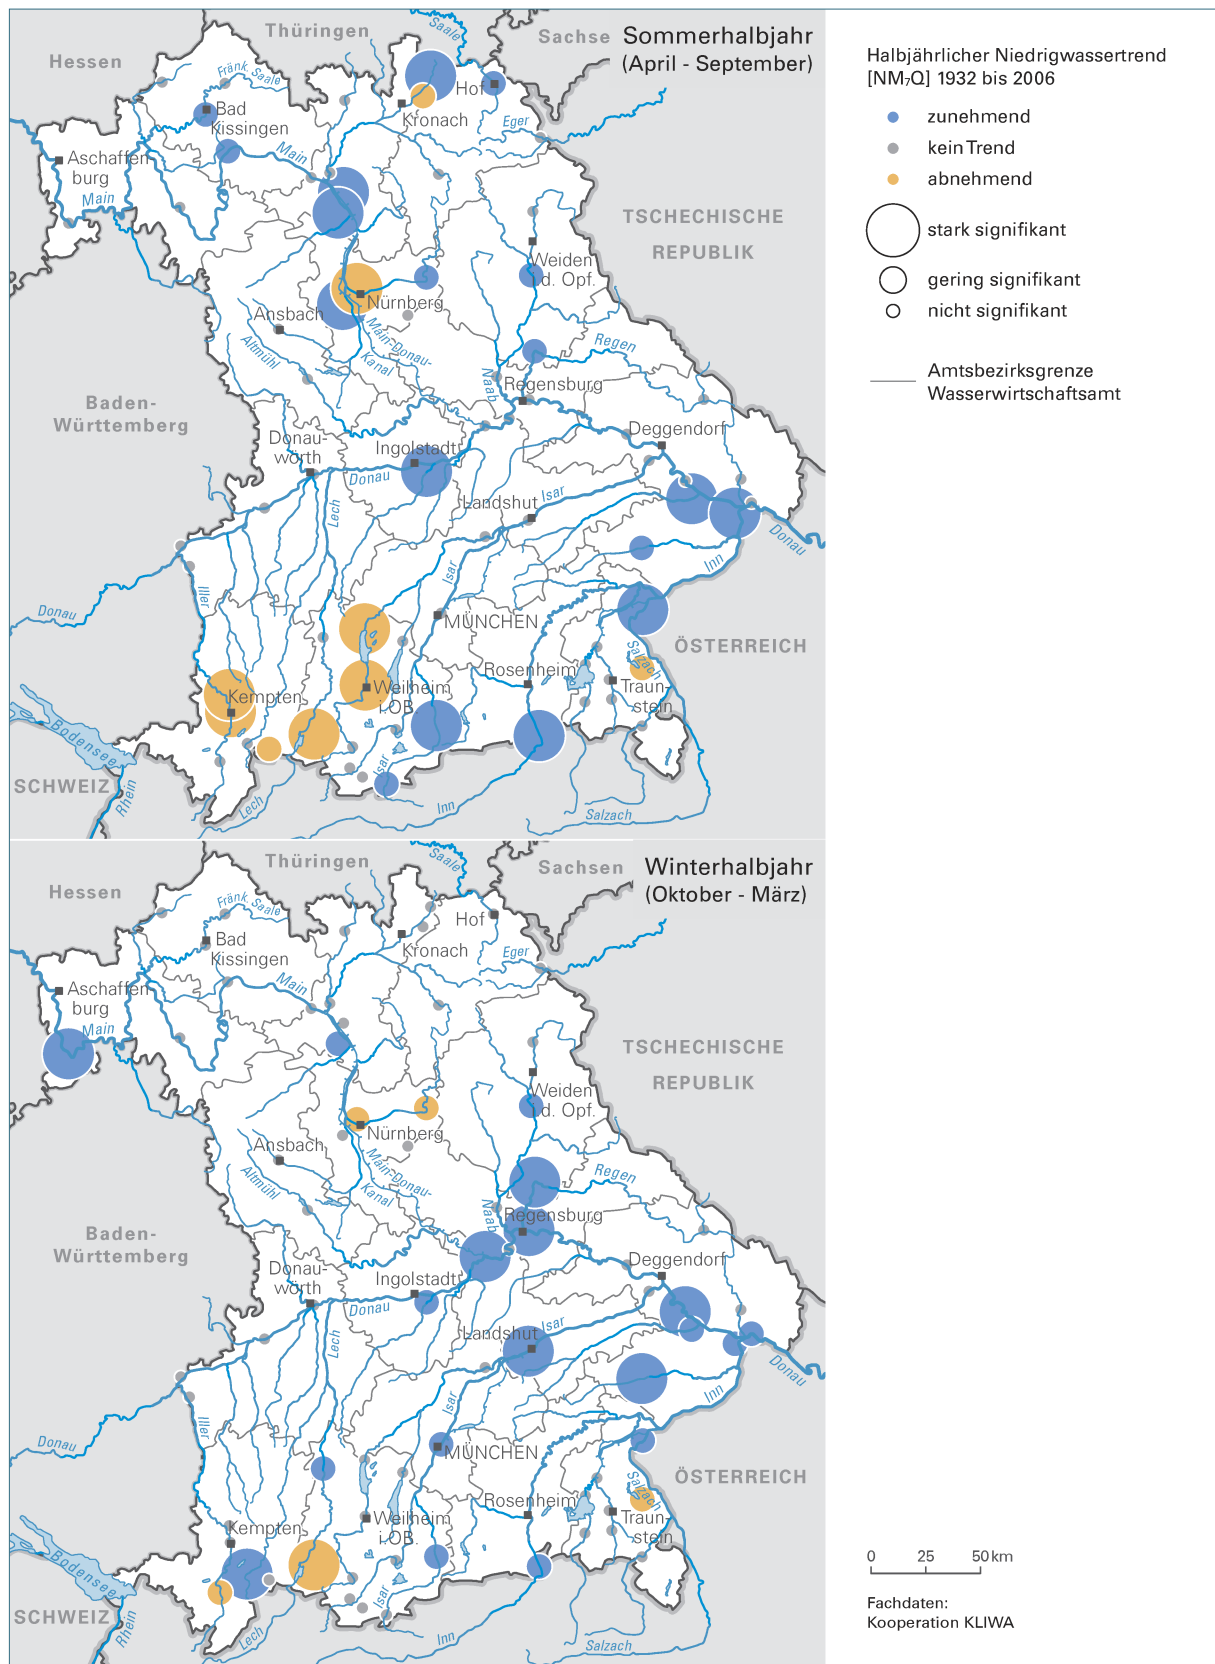 Sommerhalbjahr
(April - September)
Thüringen
Sachse
Hessen
Saale
Fränk. Saale
Hof
Bad
Kissingen
Kronach
Eger
Main
Aschaffen-
burg
Main
TSCHECHISCHE
REPUBLIK
Weiden
i.d. Opf.
Nürnberg
Ansbach
Main-Donau-
Kanal
Altmühl
Regen
Naab
Regensburg
Baden-
Württemberg
Donau-
wörth
Ingolstadt
Deggendorf
Donau
Lech
Landshut
Isar
Donau
Inn
Isar
Iller
Donau
MÜNCHEN
ÖSTERREICH
Salzach
Rosenheim
Traun-
stein
Kempten
Weilheim
i.OB.
Bodensee
SCHWEIZ
Rhein
Lech
Isar
Inn
Salzach
Halbjährlicher Niedrigwassertrend
[NM₇Q] 1932 bis 2006
zunehmend
kein Trend
abnehmend
stark signifikant
gering signifikant
nicht signifikant
Amtsbezirksgrenze
Wasserwirtschaftsamt
Winterhalbjahr
(Oktober - März)
Thüringen
Sachsen
Hessen
Saale
Fränk. Saale
Hof
Bad
Kissingen
Kronach
Eger
Main
Aschaffen-
burg
Main
TSCHECHISCHE
REPUBLIK
Weiden
i.d. Opf.
Nürnberg
Ansbach
Main-Donau-
Kanal
Altmühl
Regen
Naab
Regensburg
Baden-
Württemberg
Donau-
wörth
Ingolstadt
Deggendorf
Donau
Lech
Landshut
Isar
Donau
Inn
Isar
Iller
Donau
MÜNCHEN
ÖSTERREICH
Salzach
Rosenheim
Traun-
stein
Kempten
Weilheim
i.OB.
Bodensee
SCHWEIZ
Rhein
Lech
Isar
Inn
Salzach
0 25 50 km
Fachdaten:
Kooperation KLIWA